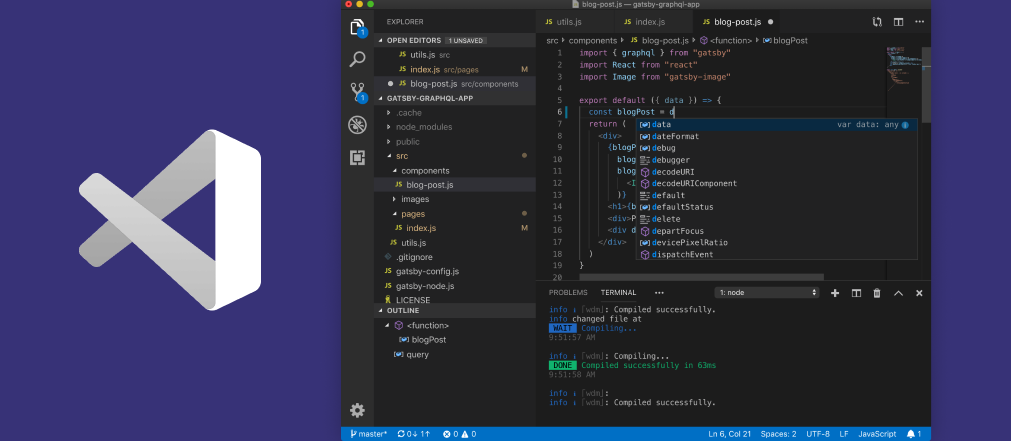 blog-post.js — gatsby-graphql-app
EXPLORER
OPEN EDITORS 1 UNSAVED
JS utils.js src
JS index.js src/pages M
JS blog-post.js src/components
GATSBY-GRAPHQL-APP
.cache
node_modules
public
src
components
JS blog-post.js
images
pages
JS index.js M
JS utils.js
.gitignore
JS gatsby-config.js
JS gatsby-node.js
LICENSE
OUTLINE
<function>
blogPost
query
1
1
JS utils.js JS index.js JS blog-post.js
src components JS blog-post.js <function> blogPost
1 import { graphql } from "gatsby"
2 import React from "react"
3 import Image from "gatsby-image"
4
5 export default ({ data }) => {
6 const blogPost = d
7 return (
8 <div>
9 {blogP
10 blog
11 blog
12 <I
13 )}
14 <h1>{b
15 <div>P
16 <div d
17 </div>
18 )
19 }
20
data var data: any
dateFormat
debug
debugger
decodeURI
decodeURIComponent
default
defaultStatus
delete
departFocus
devicePixelRatio
dispatchEvent
PROBLEMS TERMINAL ••• 1: node
info ↓ ｢wdm｣: Compiled successfully.
info changed file at
WAIT Compiling...
9:51:57 AM
info ↓ ｢wdm｣: Compiling...
DONE Compiled successfully in 63ms
9:51:58 AM
info ↓ ｢wdm｣:
info ↓ ｢wdm｣: Compiled successfully.
master* 0↓ 1↑ 0 0 Ln 6, Col 21 Spaces: 2 UTF-8 LF JavaScript 1